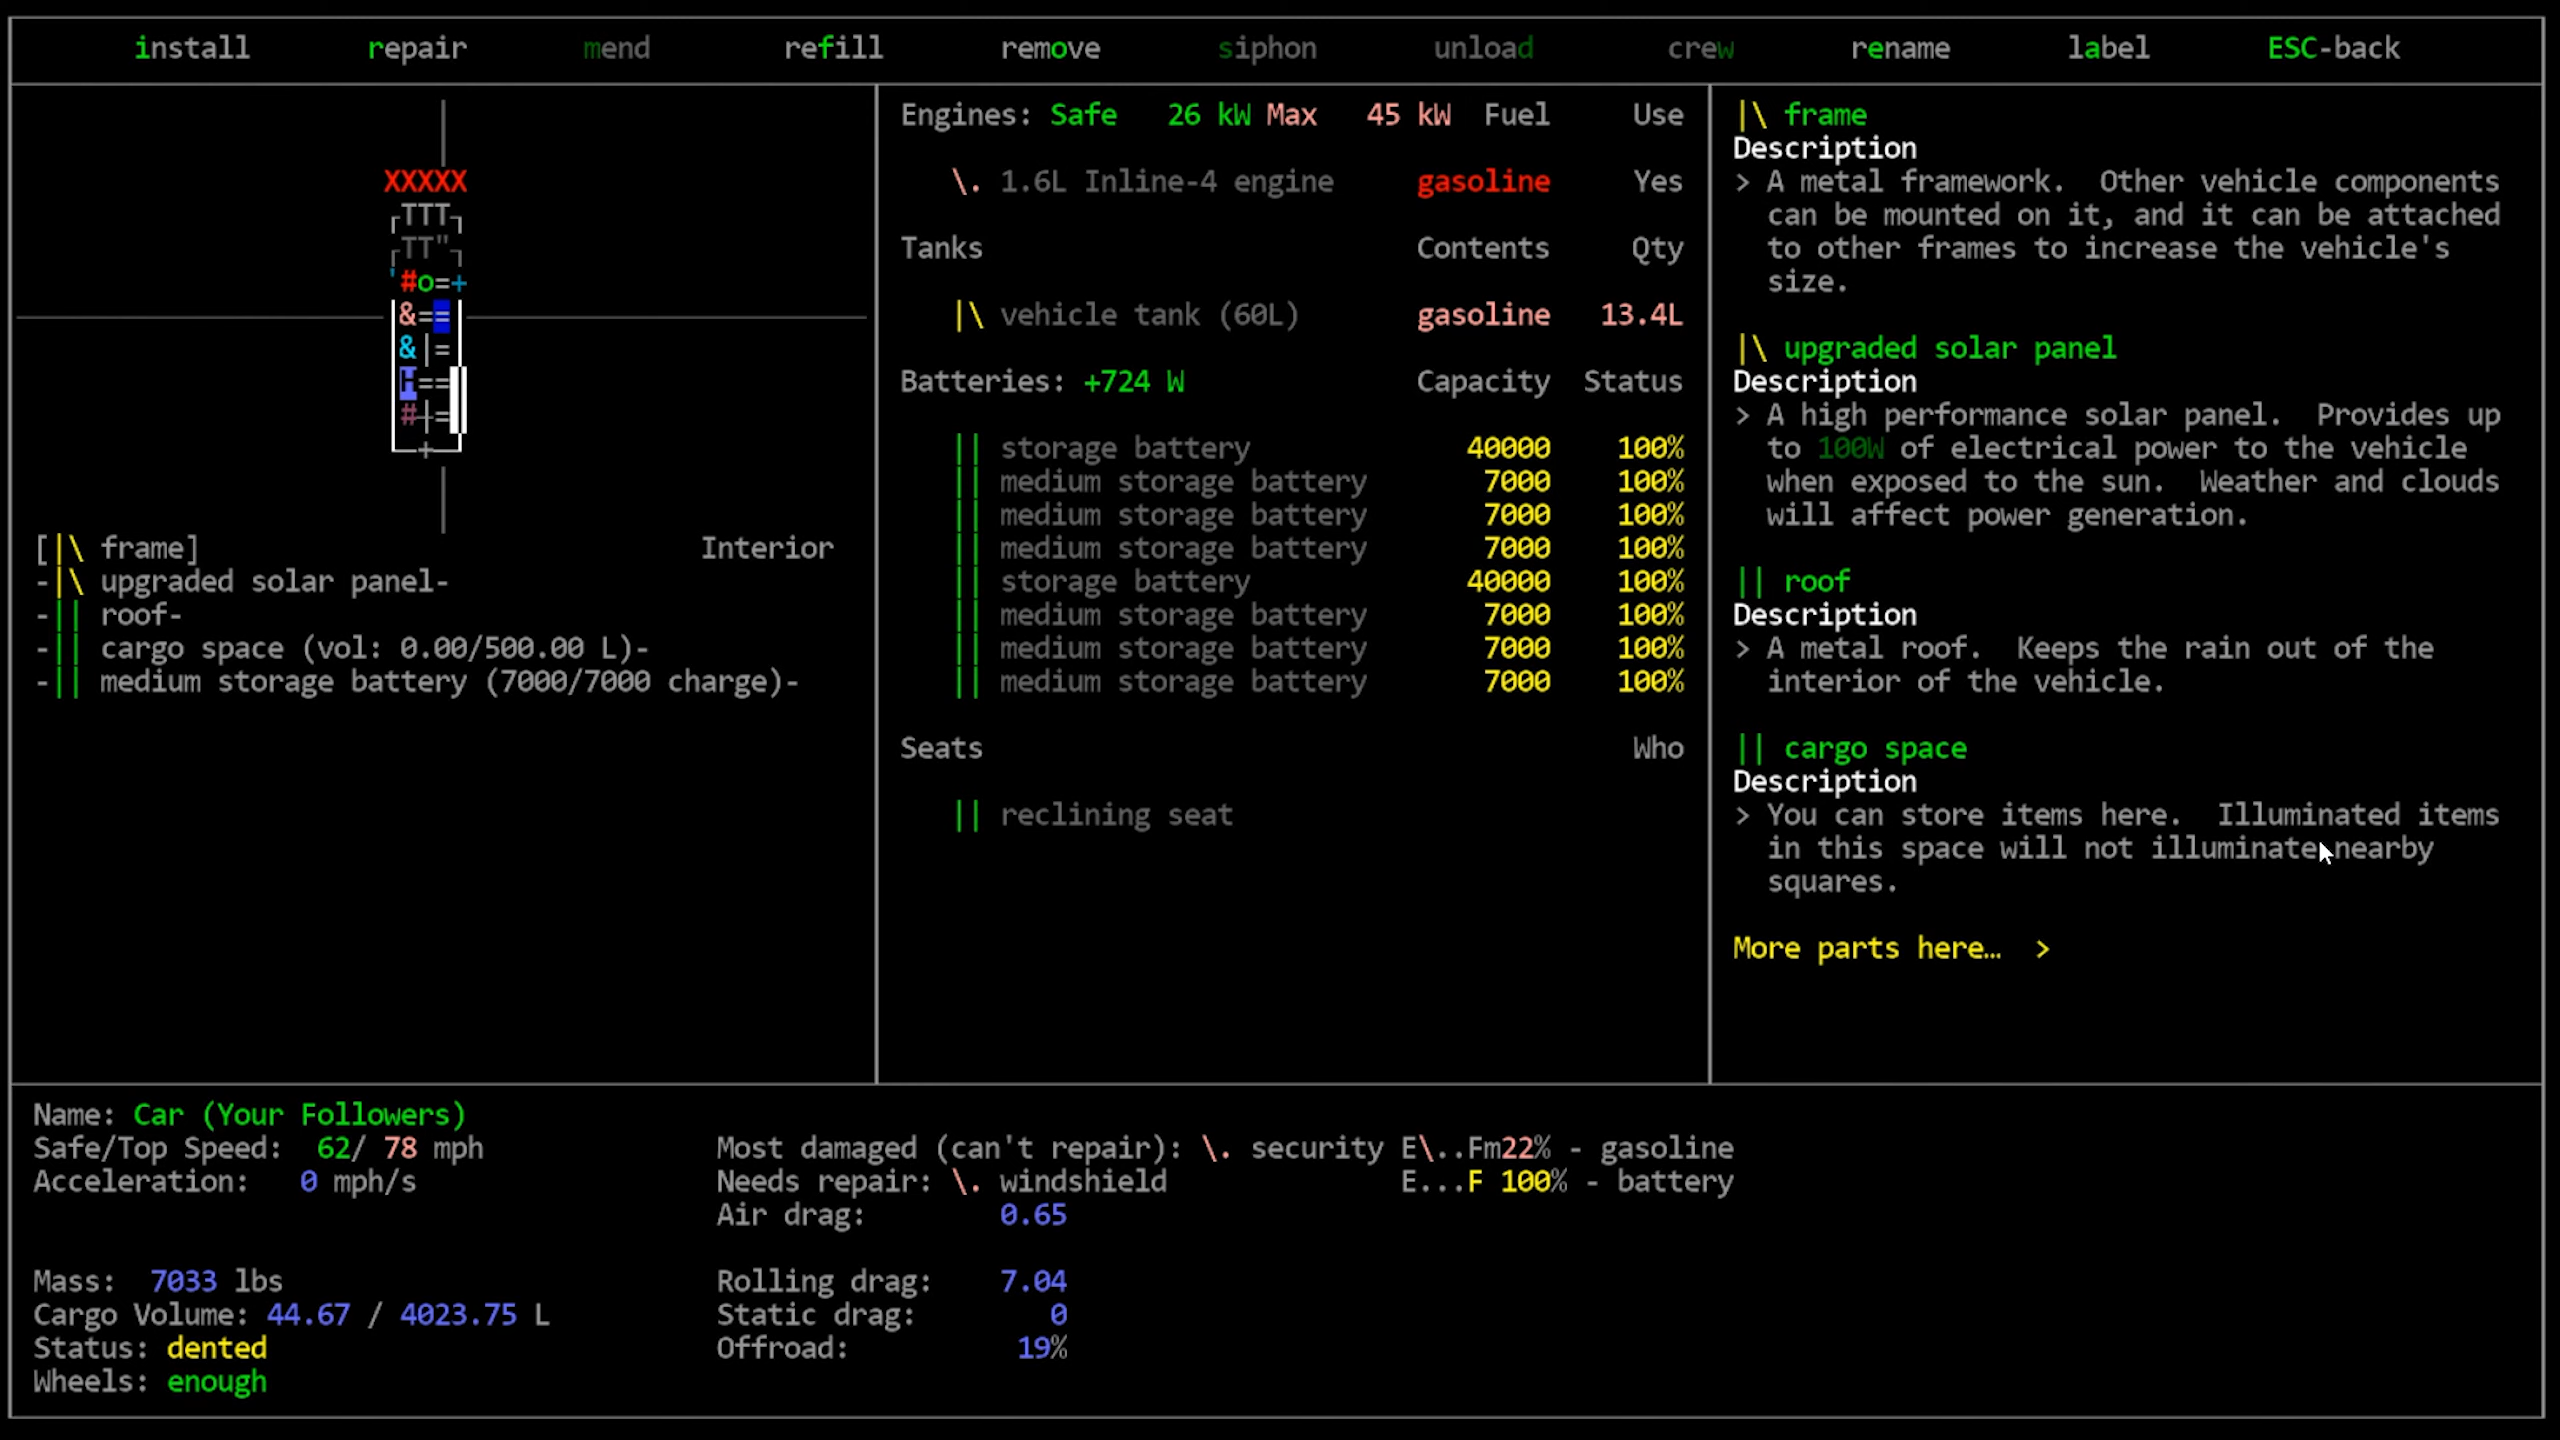 install repair mend refill remove siphon unload crew rename label ESC-back
XXXXX
┌TTT┐
┌TT"┐
'#o=+
&==
&|=
H==
#┼=
+
[|\ frame] Interior
-|\ upgraded solar panel-
-|| roof-
-|| cargo space (vol: 0.00/500.00 L)-
-|| medium storage battery (7000/7000 charge)-
Engines: Safe 26 kW Max 45 kW Fuel Use
\. 1.6L Inline-4 engine gasoline Yes
Tanks Contents Qty
|\ vehicle tank (60L) gasoline 13.4L
Batteries: +724 W Capacity Status
|| storage battery 40000 100%
|| medium storage battery 7000 100%
|| medium storage battery 7000 100%
|| medium storage battery 7000 100%
|| storage battery 40000 100%
|| medium storage battery 7000 100%
|| medium storage battery 7000 100%
|| medium storage battery 7000 100%
Seats Who
|| reclining seat
|\ frame
Description
> A metal framework. Other vehicle components
can be mounted on it, and it can be attached
to other frames to increase the vehicle's
size.
|\ upgraded solar panel
Description
> A high performance solar panel. Provides up
to 100W of electrical power to the vehicle
when exposed to the sun. Weather and clouds
will affect power generation.
|| roof
Description
> A metal roof. Keeps the rain out of the
interior of the vehicle.
|| cargo space
Description
> You can store items here. Illuminated items
in this space will not illuminate nearby
squares.
More parts here… >
Name: Car (Your Followers)
Safe/Top Speed: 62/ 78 mph
Acceleration: 0 mph/s
Mass: 7033 lbs
Cargo Volume: 44.67 / 4023.75 L
Status: dented
Wheels: enough
Most damaged (can't repair): \. security
Needs repair: \. windshield
Air drag: 0.65
Rolling drag: 7.04
Static drag: 0
Offroad: 19%
E\..Fm22% - gasoline
E...F 100% - battery